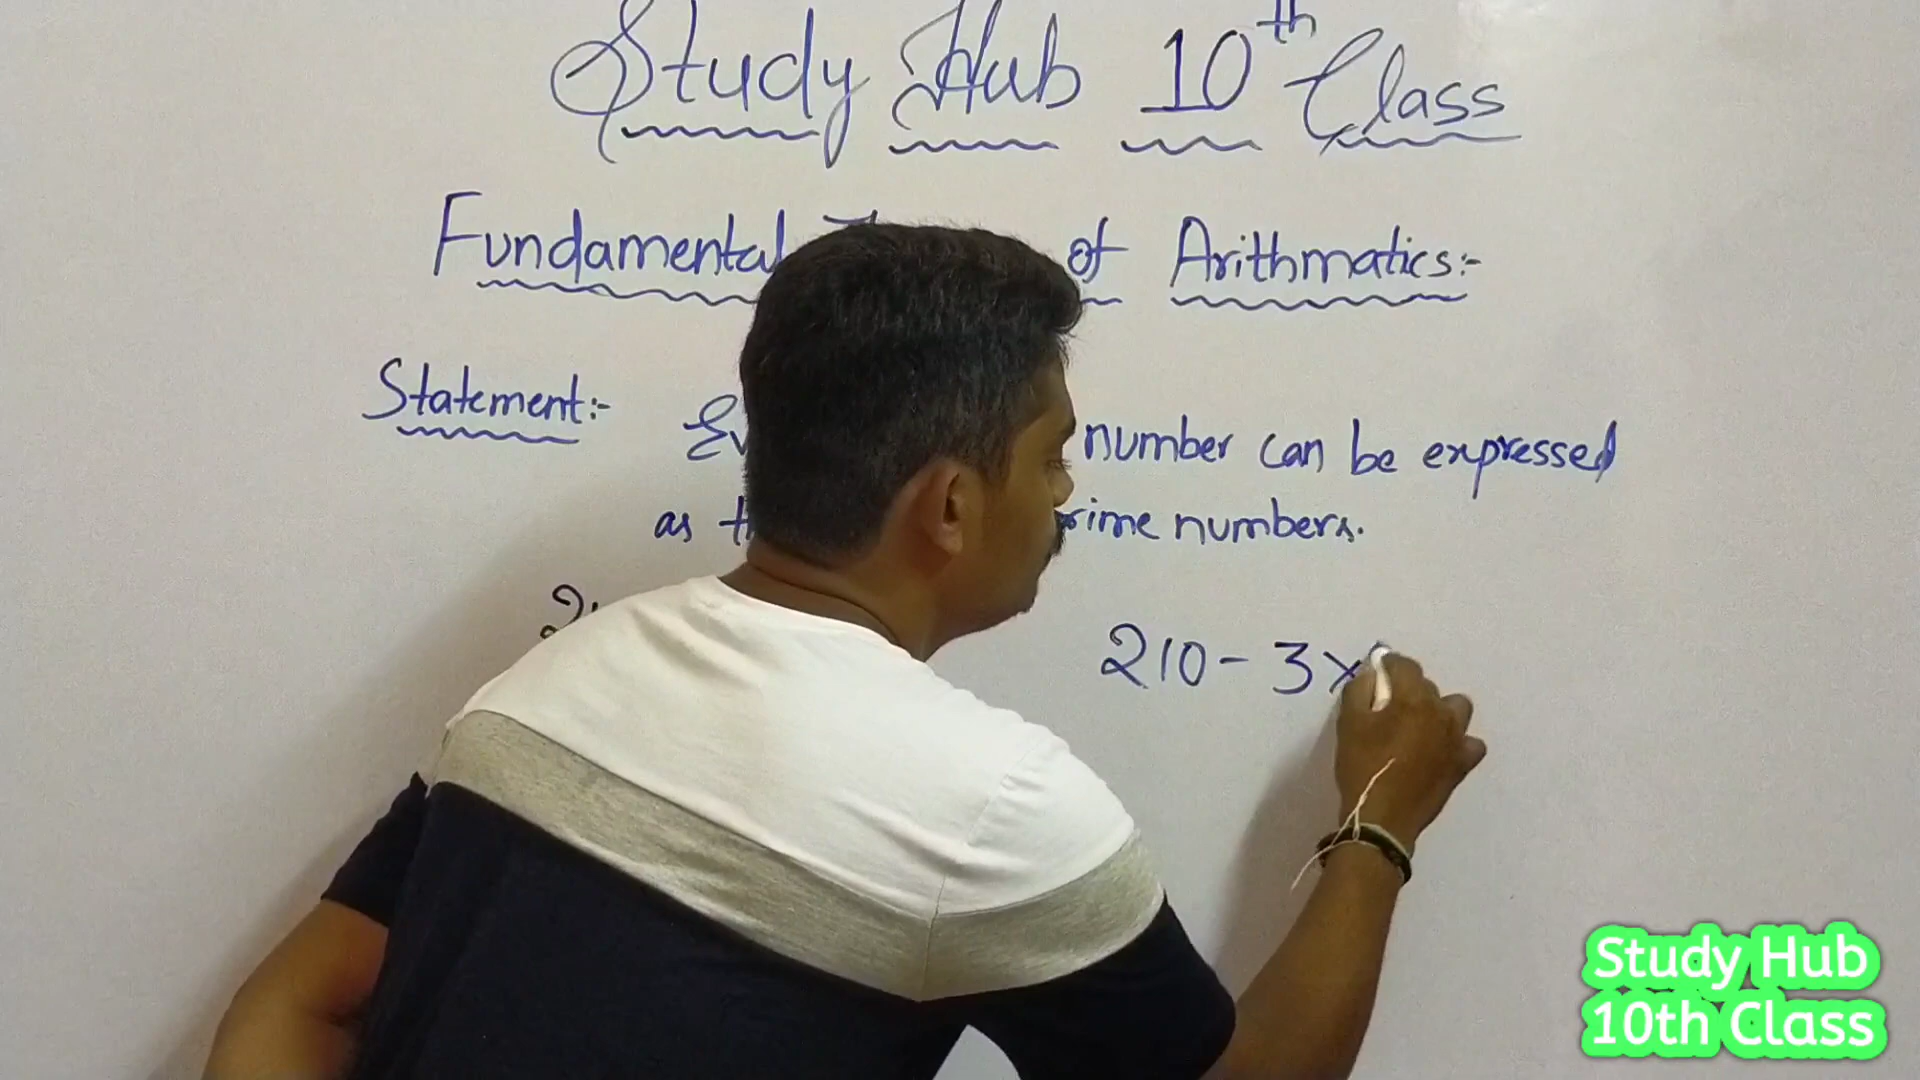 Study Hub 10th Class
Fundamental of Arithmatics:-
Statement:- number can be expressed
as numbers.
210 - 3 x
Study Hub
10th Class